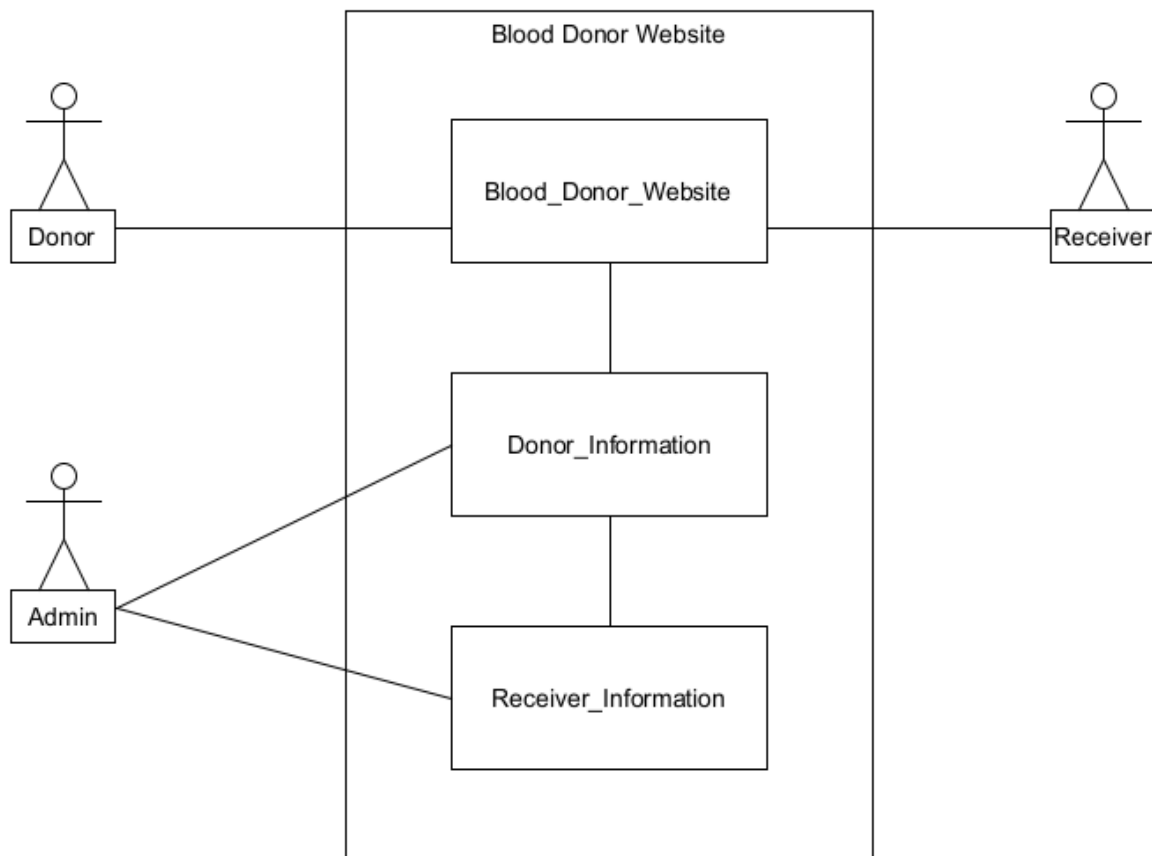 Blood Donor Website
Blood_Donor_Website
Donor
Receiver
Donor_Information
Admin
Receiver_Information